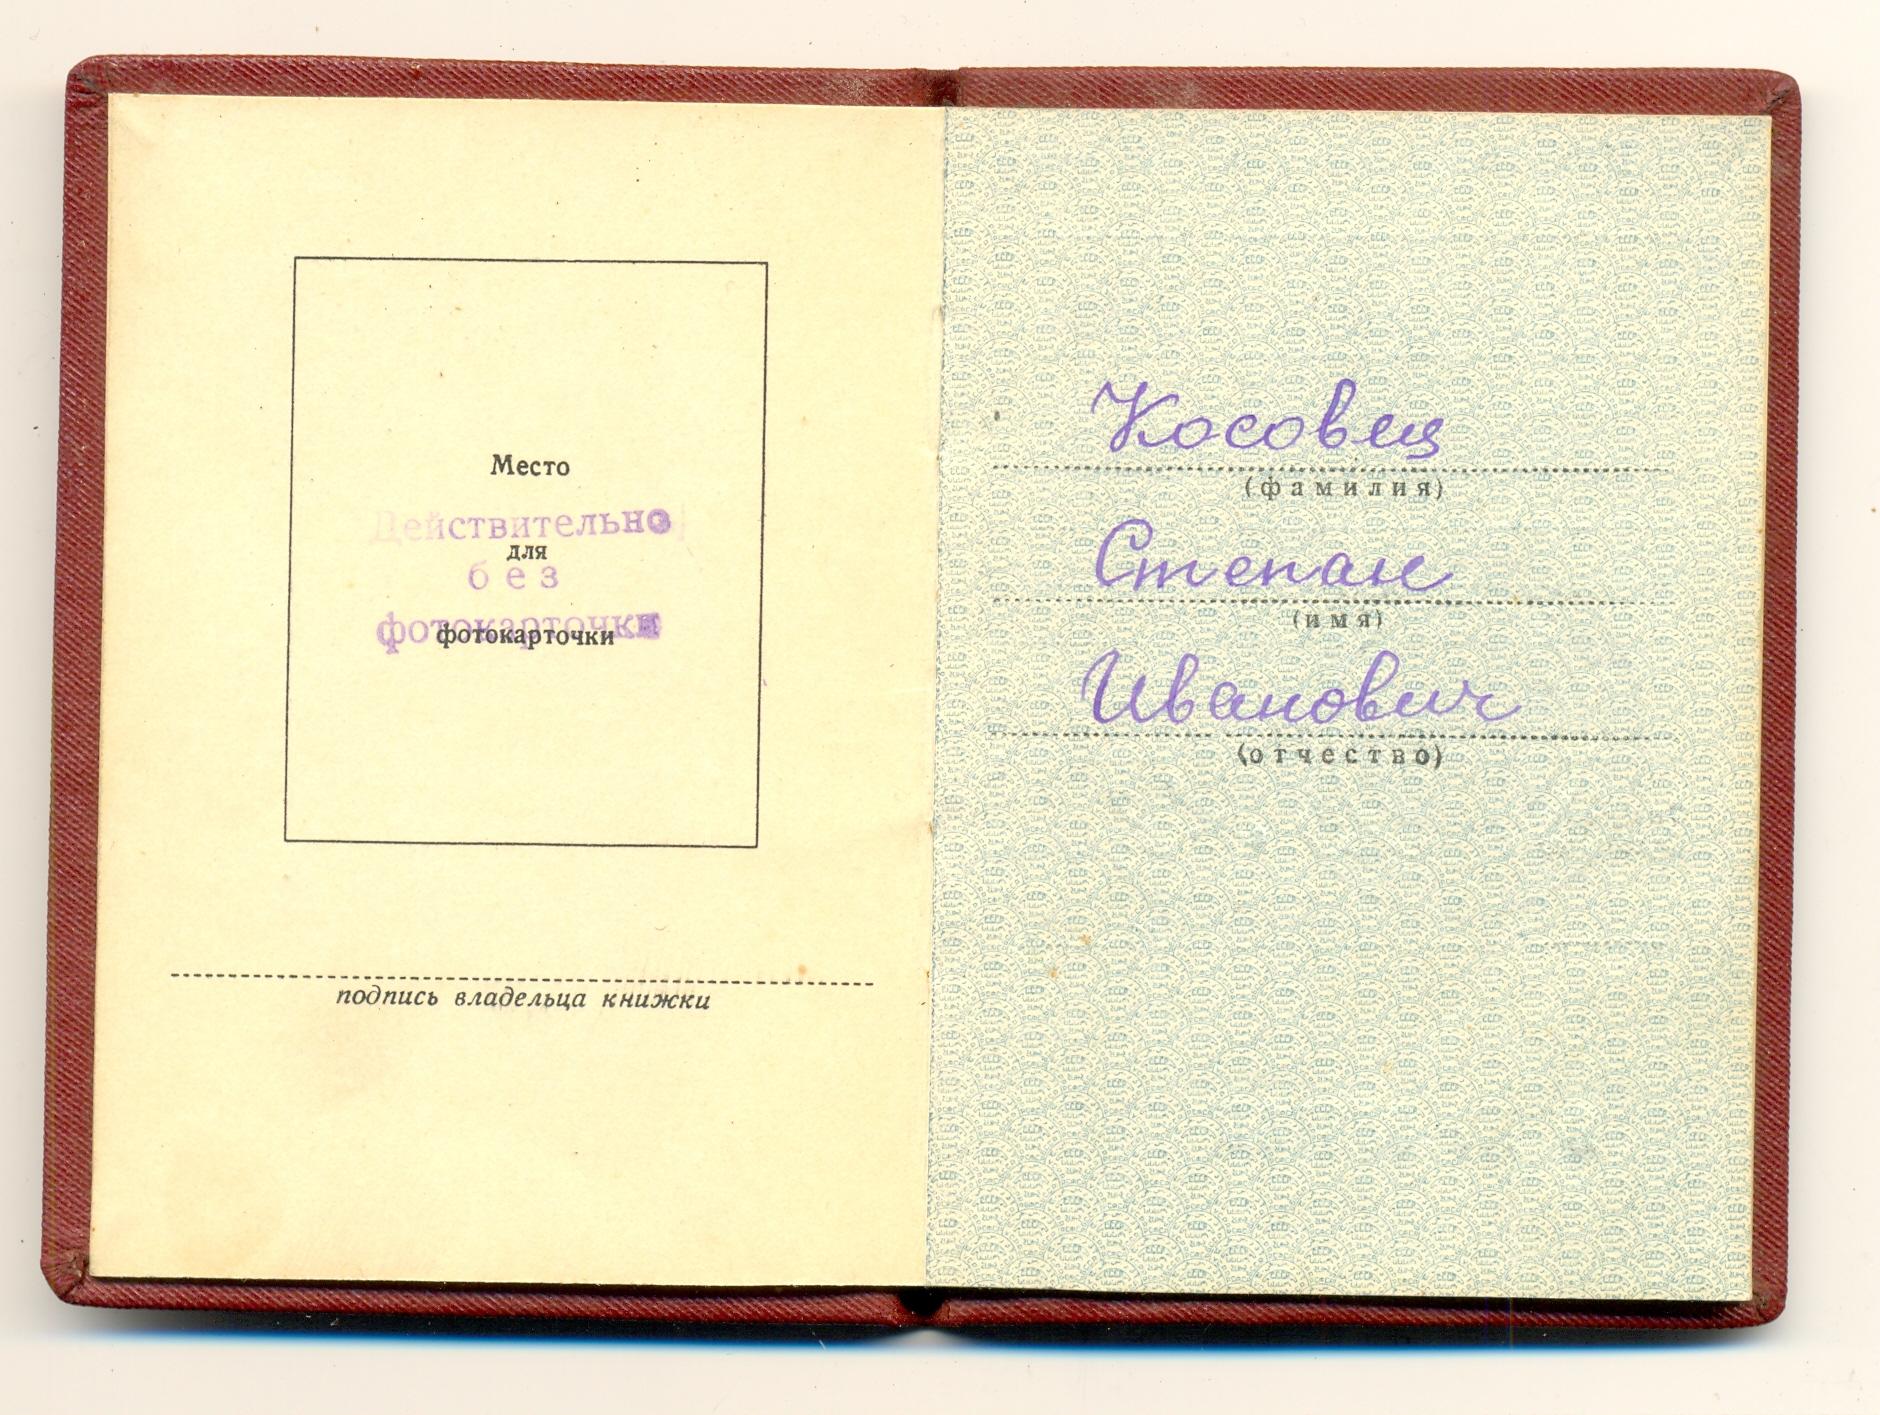 Место
Действительно
для
без
фотокарточки
фотокарточки
подпись владельца книжки
Косовец
(фамилия)
Степан
(имя)
Иванович
(отчество)